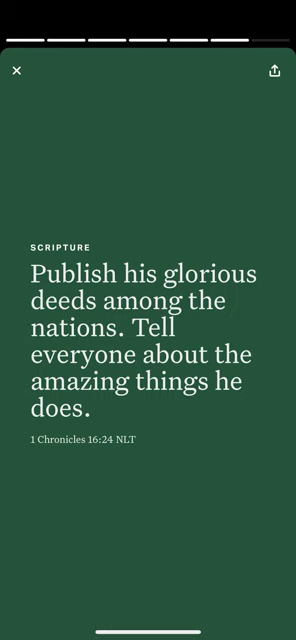 SCRIPTURE
Publish his glorious
deeds among the
nations. Tell
everyone about the
amazing things he
does.
1 Chronicles 16:24 NLT